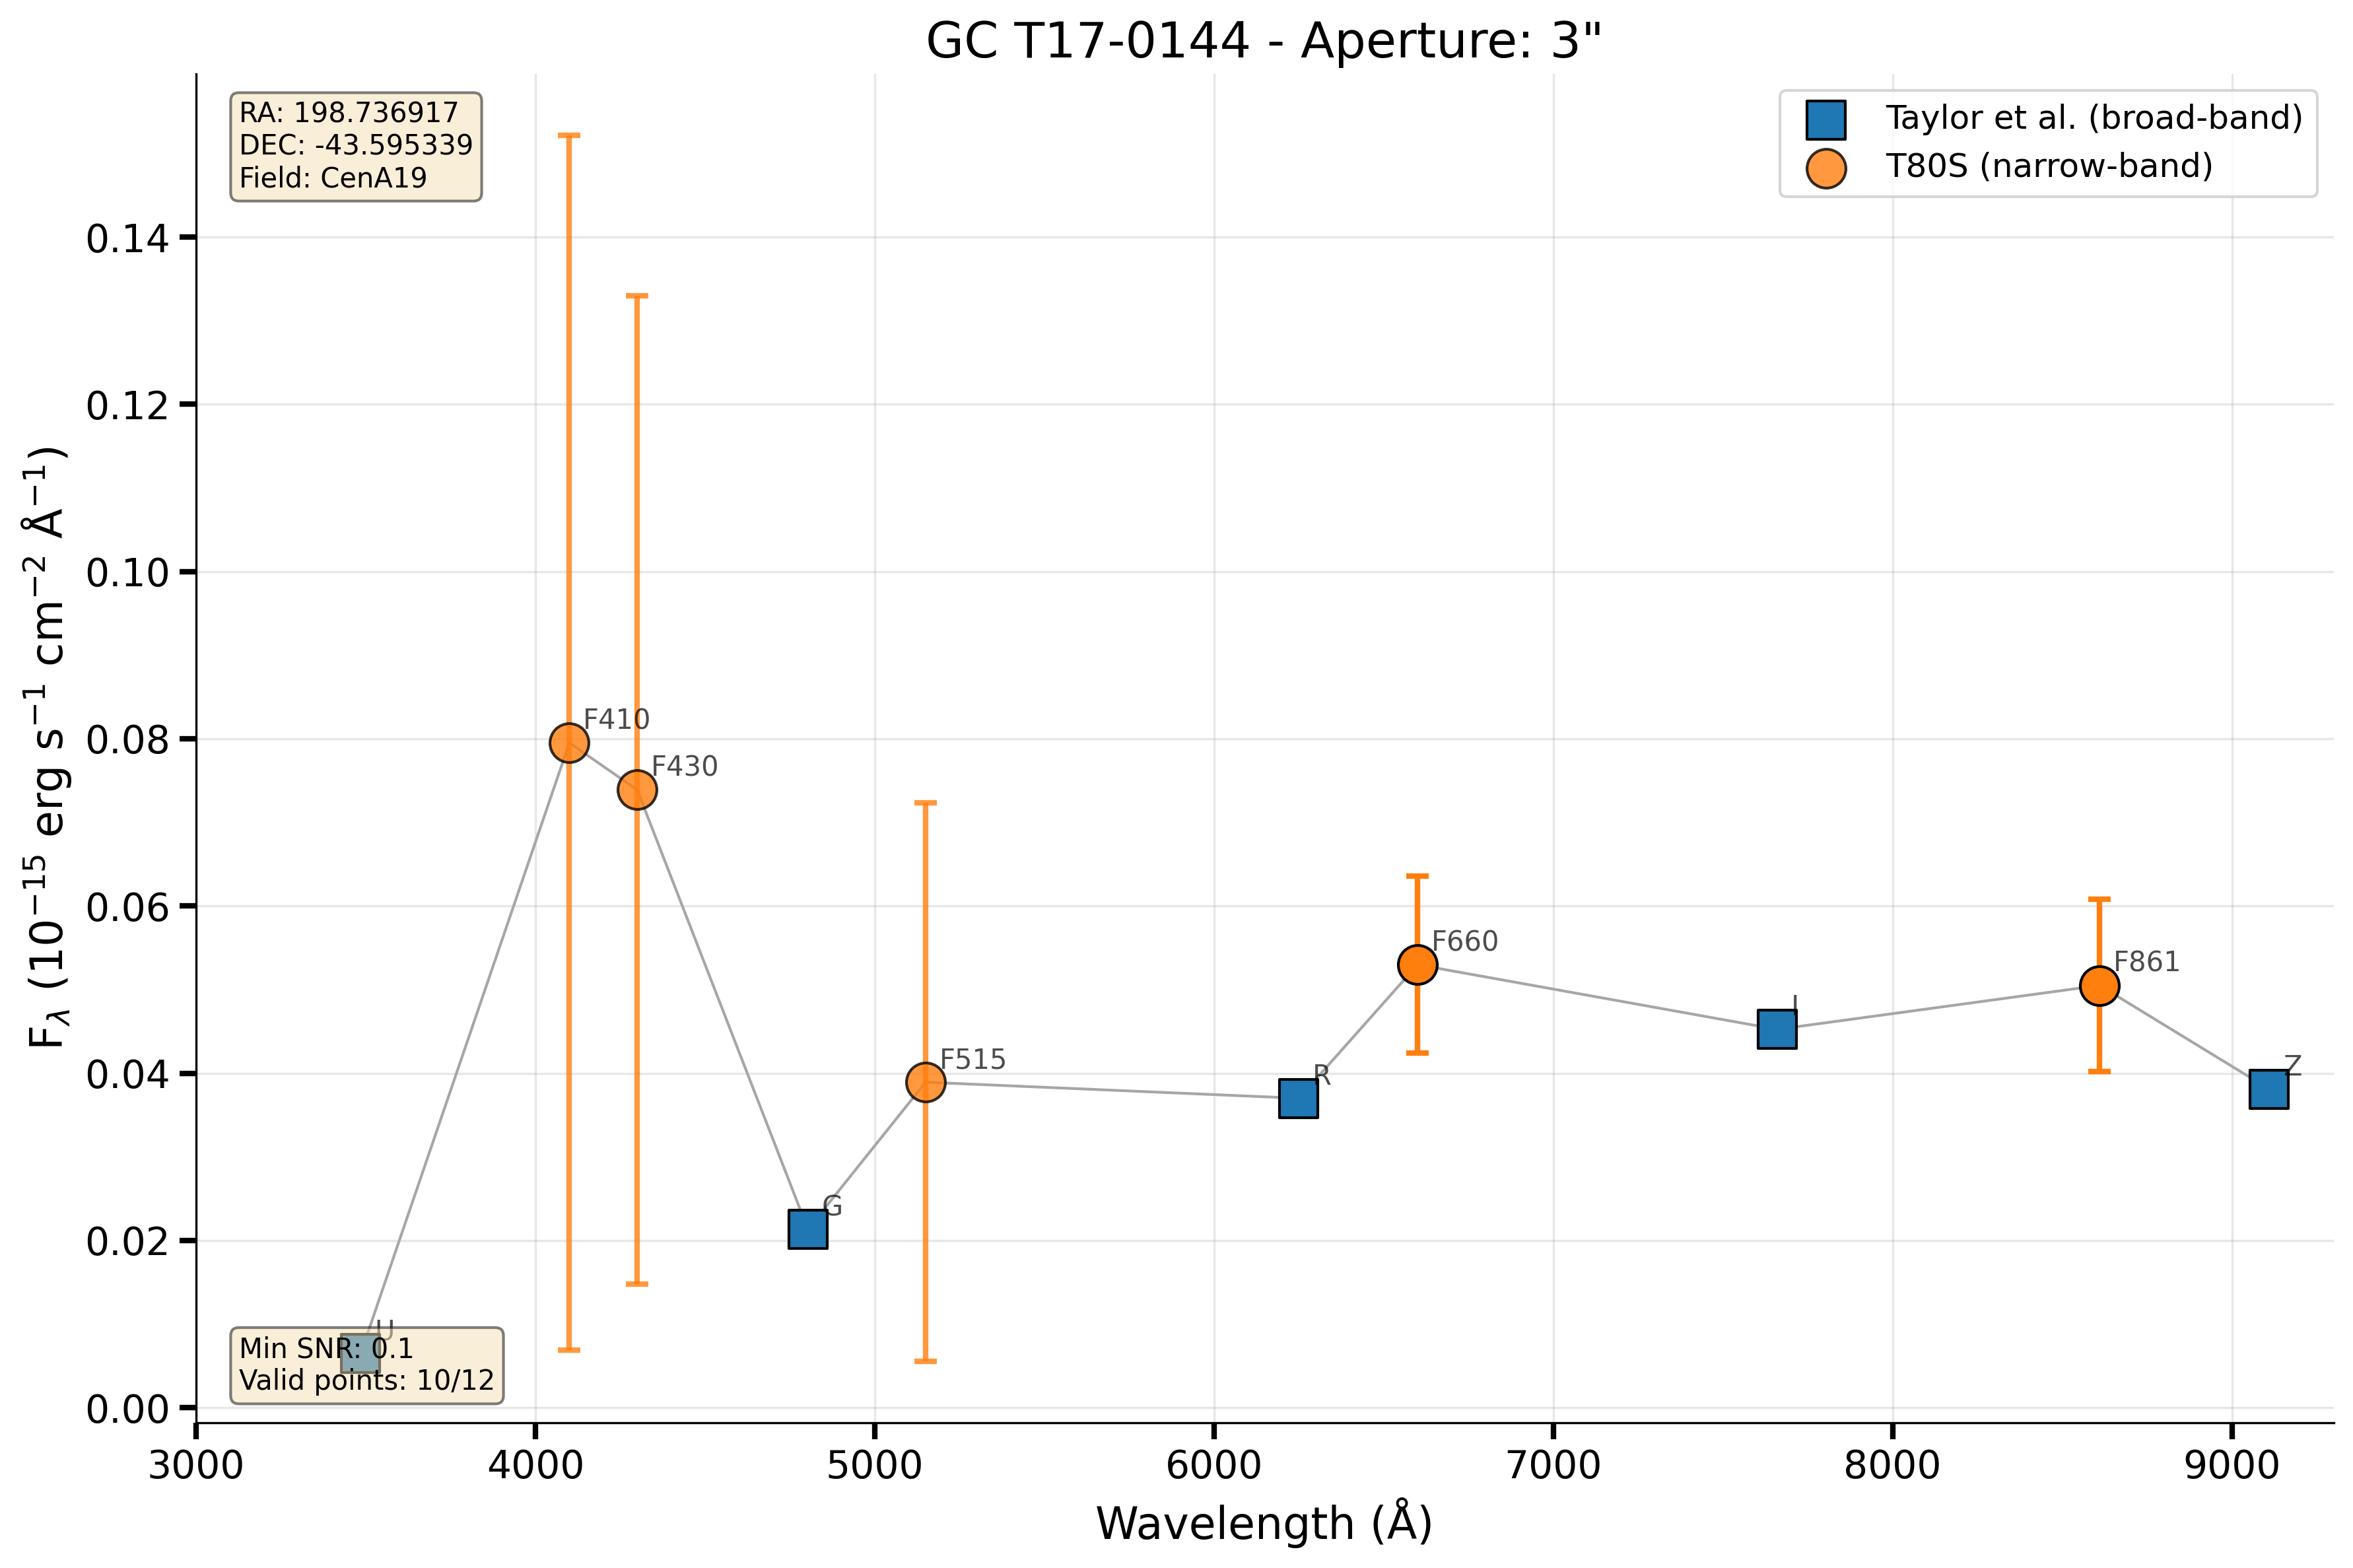 GC T17-0144 - Aperture: 3"
RA: 198.736917
DEC: -43.595339
Field: CenA19
Taylor et al. (broad-band)
T80S (narrow-band)
0.14
0.12
0.10
0.08
0.06
0.04
0.02
0.00
F_λ (10⁻¹⁵ erg s⁻¹ cm⁻² Å⁻¹)
U
F410
F430
G
F515
R
F660
I
F861
Z
Min SNR: 0.1
Valid points: 10/12
3000 4000 5000 6000 7000 8000 9000
Wavelength (Å)